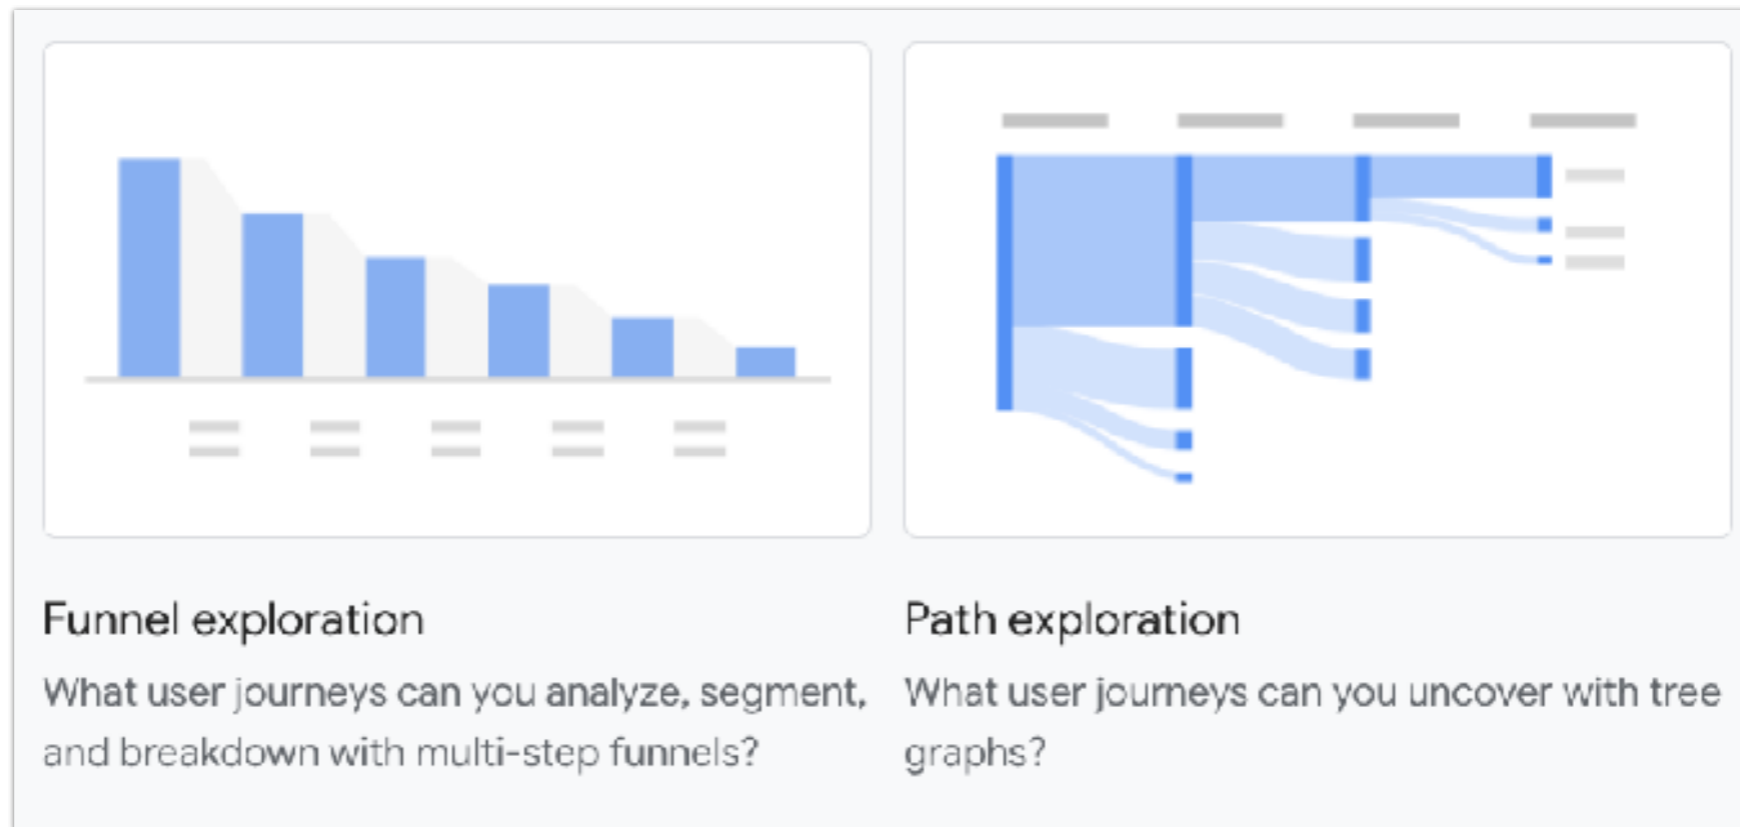 Funnel exploration
What user journeys can you analyze, segment,
and breakdown with multi-step funnels?
Path exploration
What user journeys can you uncover with tree
graphs?